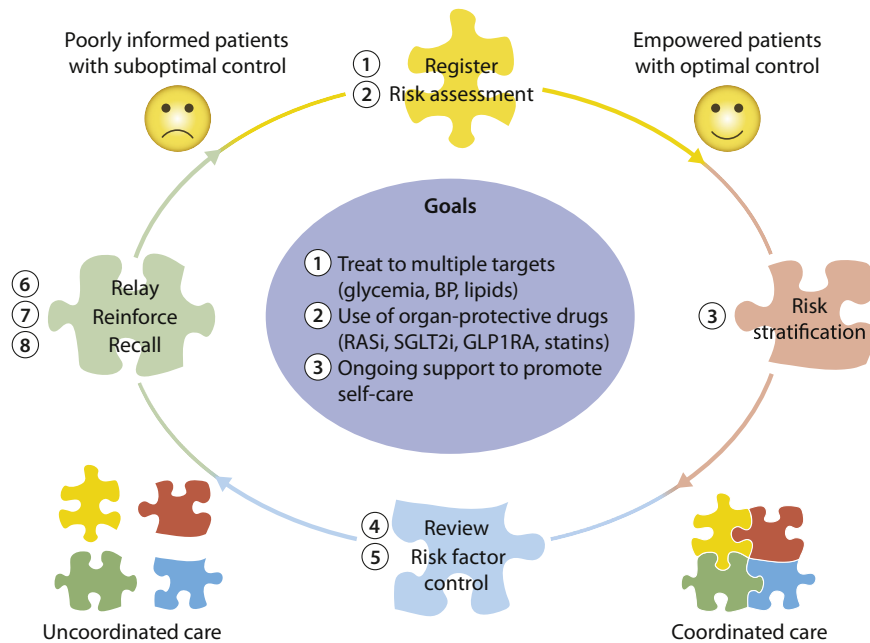 Poorly informed patients
with suboptimal control
1
Register
2
Risk assessment
Empowered patients
with optimal control
Goals
1 Treat to multiple targets
(glycemia, BP, lipids)
2 Use of organ-protective drugs
(RASi, SGLT2i, GLP1RA, statins)
3 Ongoing support to promote
self-care
6
Relay
7
Reinforce
8
Recall
3
Risk
stratification
4
Review
5
Risk factor
control
Uncoordinated care
Coordinated care